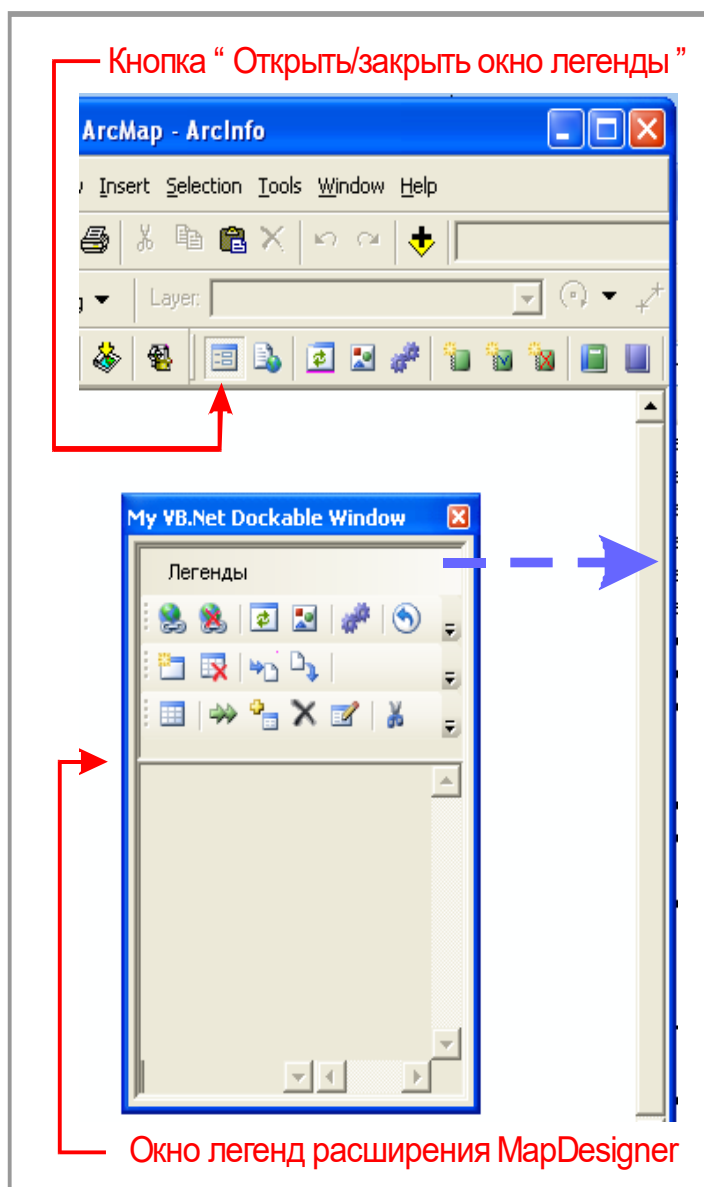 Кнопка “ Открыть/закрыть окно легенды ”
ArcMap - ArcInfo
Insert Selection Tools Window Help
Layer:
My VB.Net Dockable Window
Легенды
Окно легенд расширения MapDesigner